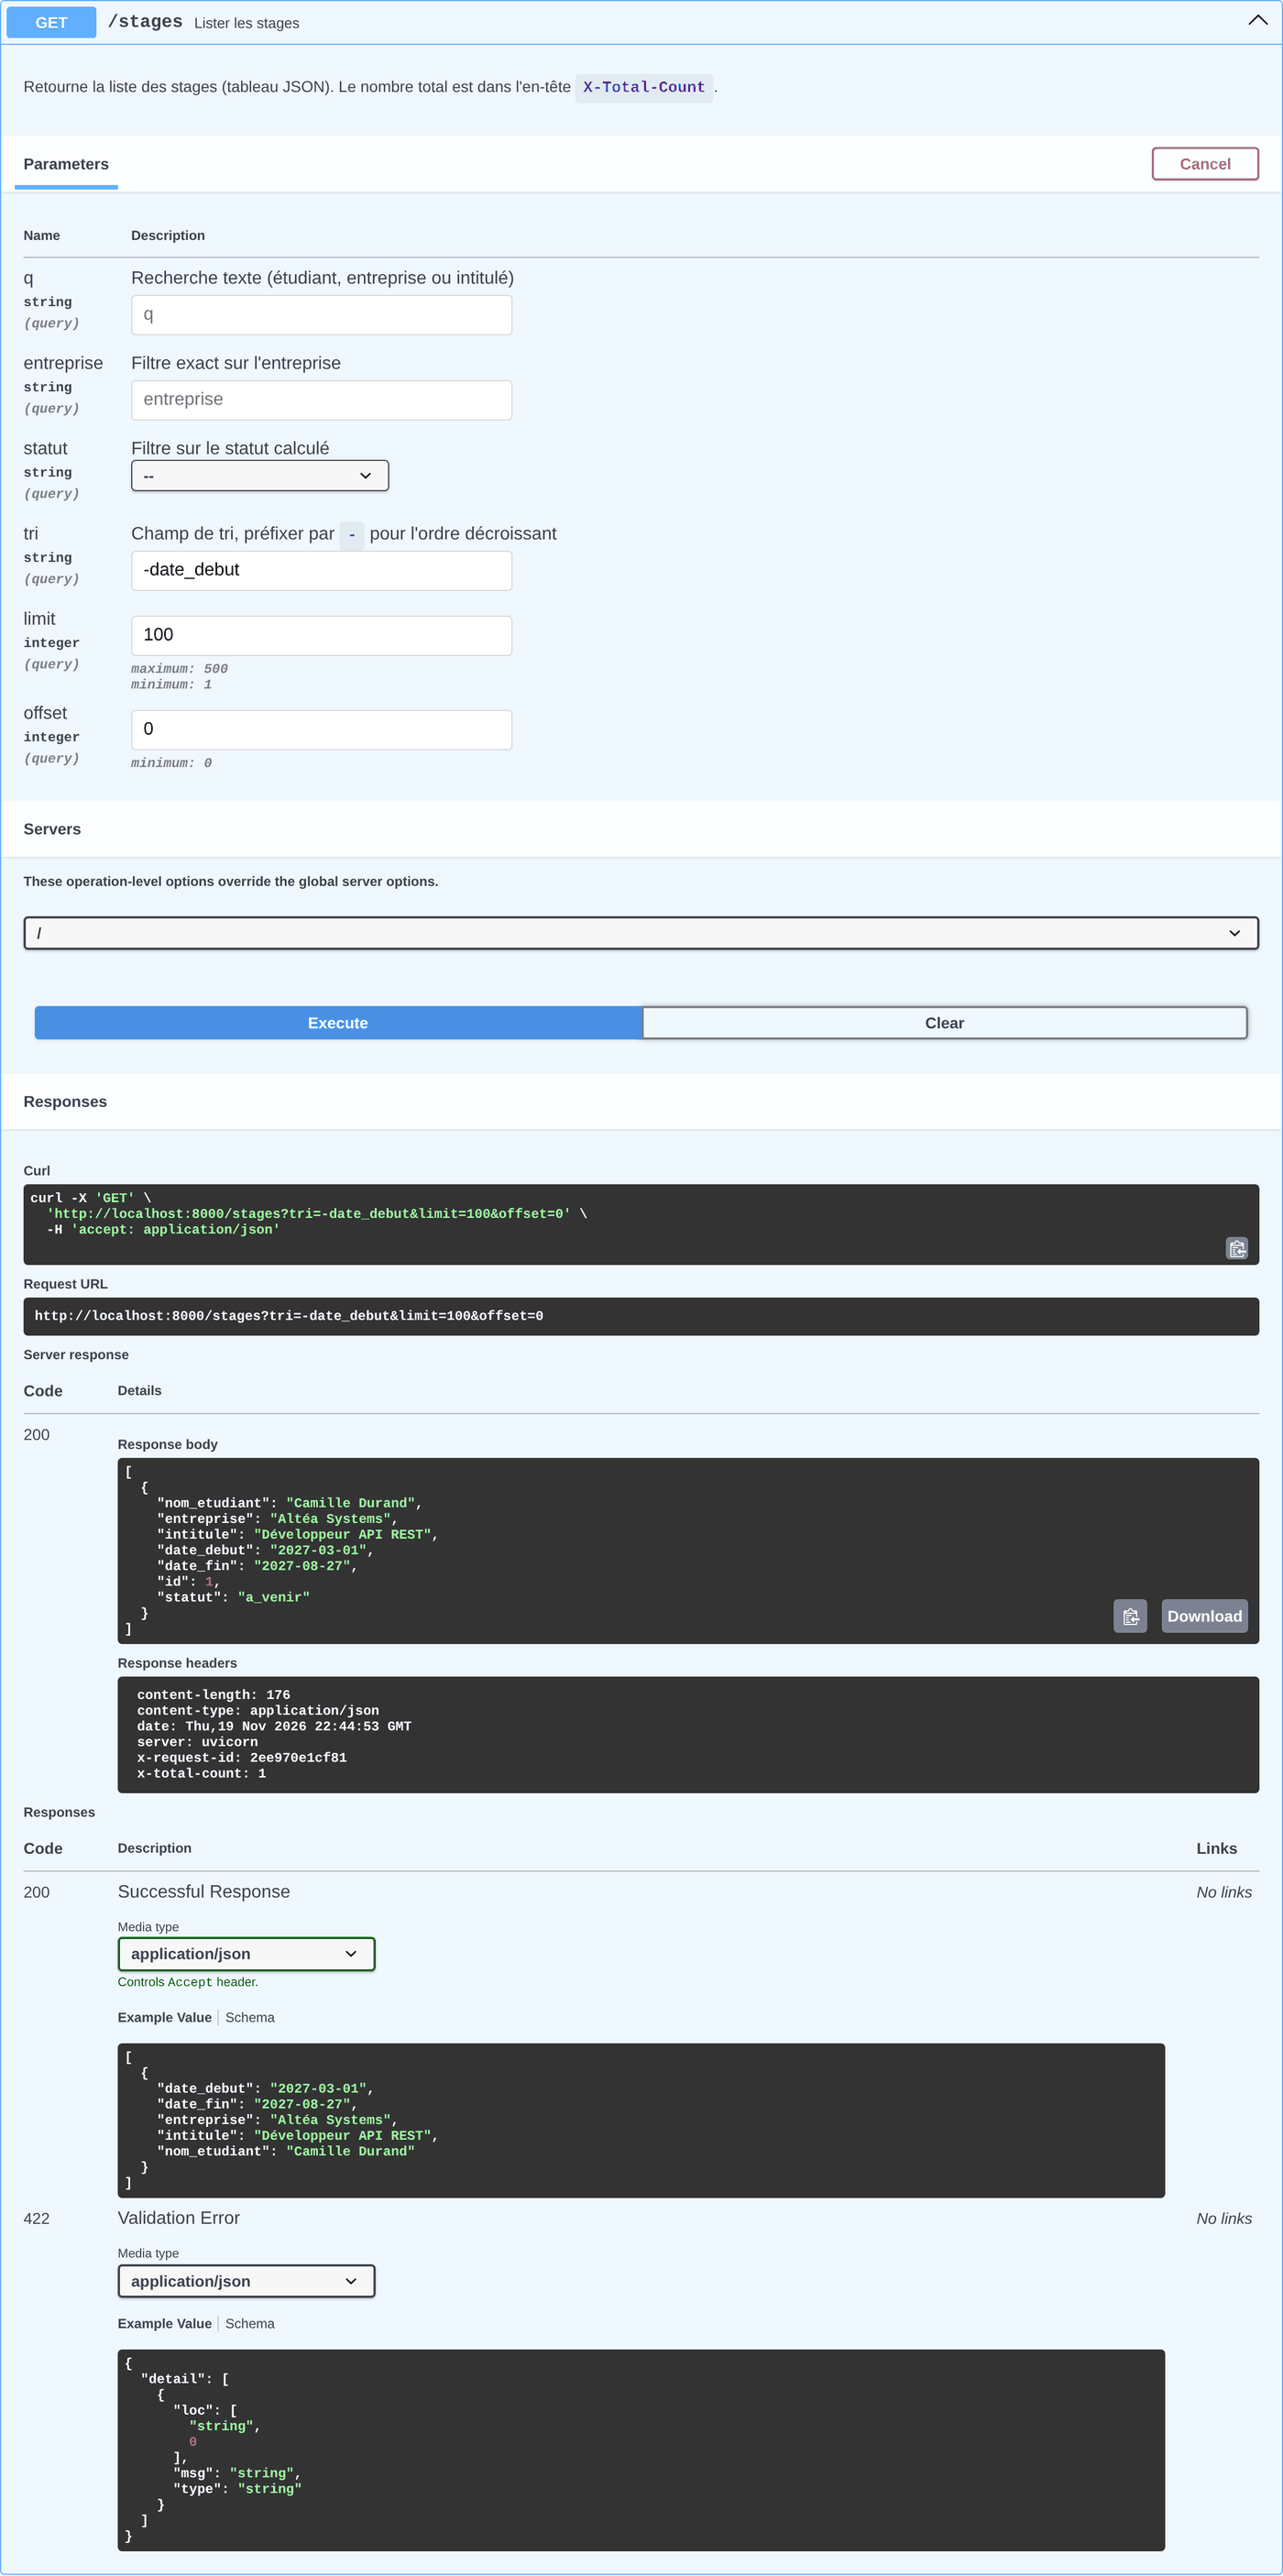 GET /stages Lister les stages
Retourne la liste des stages (tableau JSON). Le nombre total est dans l'en-tête X-Total-Count.
Parameters
Cancel
Name Description
q Recherche texte (étudiant, entreprise ou intitulé)
string
(query)
q
entreprise Filtre exact sur l'entreprise
string
(query)
entreprise
statut Filtre sur le statut calculé
string
(query)
--
tri Champ de tri, préfixer par - pour l'ordre décroissant
string
(query)
-date_debut
limit
integer
(query)
100
maximum: 500
minimum: 1
offset
integer
(query)
0
minimum: 0
Servers
These operation-level options override the global server options.
/
Execute Clear
Responses
Curl
curl -X 'GET' \
'http://localhost:8000/stages?tri=-date_debut&limit=100&offset=0' \
-H 'accept: application/json'
Request URL
http://localhost:8000/stages?tri=-date_debut&limit=100&offset=0
Server response
Code Details
200
Response body
[
{
"nom_etudiant": "Camille Durand",
"entreprise": "Altéa Systems",
"intitule": "Développeur API REST",
"date_debut": "2027-03-01",
"date_fin": "2027-08-27",
"id": 1,
"statut": "a_venir"
}
]
Download
Response headers
content-length: 176
content-type: application/json
date: Thu,19 Nov 2026 22:44:53 GMT
server: uvicorn
x-request-id: 2ee970e1cf81
x-total-count: 1
Responses
Code Description Links
200 Successful Response No links
Media type
application/json
Controls Accept header.
Example Value Schema
[
{
"date_debut": "2027-03-01",
"date_fin": "2027-08-27",
"entreprise": "Altéa Systems",
"intitule": "Développeur API REST",
"nom_etudiant": "Camille Durand"
}
]
422 Validation Error No links
Media type
application/json
Example Value Schema
{
"detail": [
{
"loc": [
"string",
0
],
"msg": "string",
"type": "string"
}
]
}